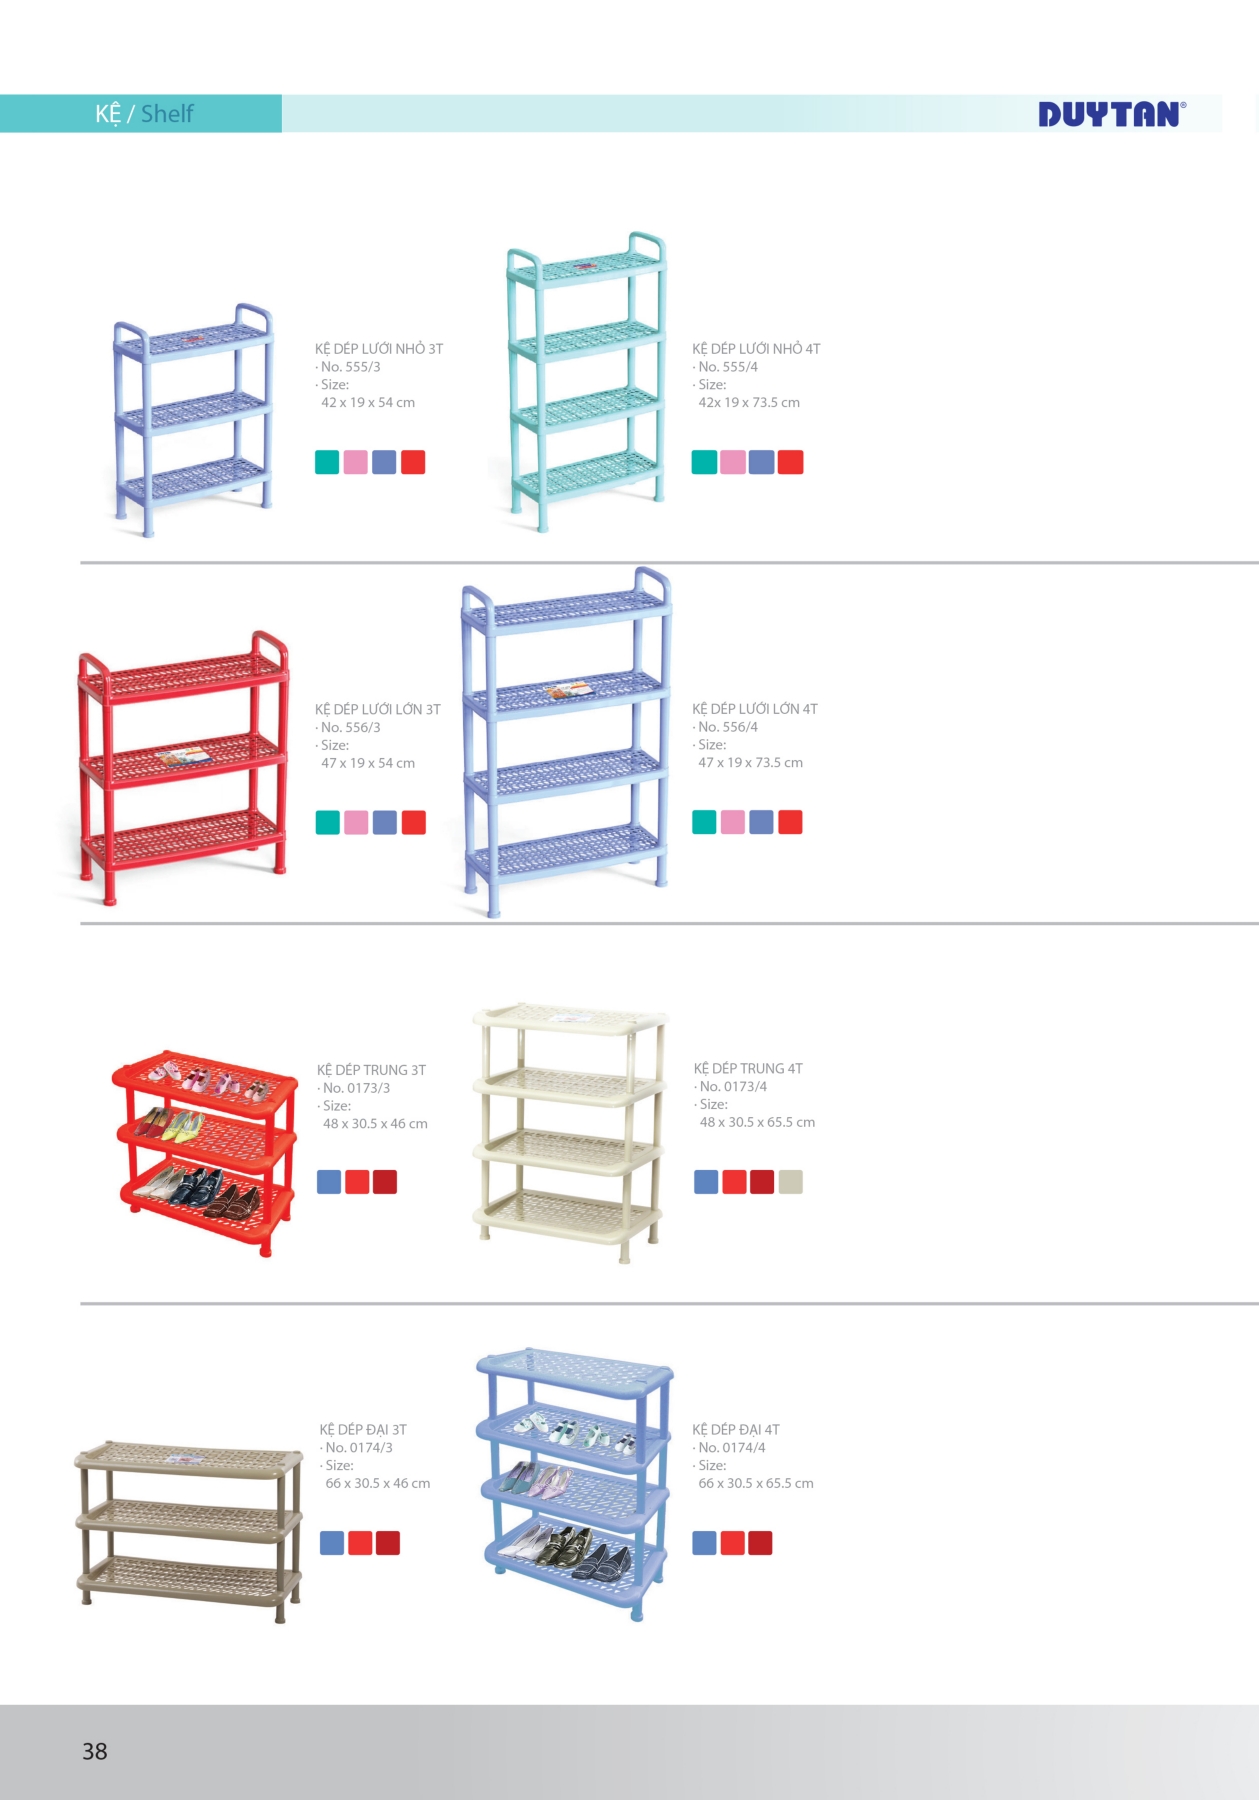 KỆ / Shelf
DUYTAN®
KỆ DÉP LƯỚI NHỎ 3T
· No. 555/3
· Size:
42 x 19 x 54 cm
KỆ DÉP LƯỚI NHỎ 4T
· No. 555/4
· Size:
42x 19 x 73.5 cm
KỆ DÉP LƯỚI LỚN 3T
· No. 556/3
· Size:
47 x 19 x 54 cm
KỆ DÉP LƯỚI LỚN 4T
· No. 556/4
· Size:
47 x 19 x 73.5 cm
KỆ DÉP TRUNG 3T
· No. 0173/3
· Size:
48 x 30.5 x 46 cm
KỆ DÉP TRUNG 4T
· No. 0173/4
· Size:
48 x 30.5 x 65.5 cm
KỆ DÉP ĐẠI 3T
· No. 0174/3
· Size:
66 x 30.5 x 46 cm
KỆ DÉP ĐẠI 4T
· No. 0174/4
· Size:
66 x 30.5 x 65.5 cm
38